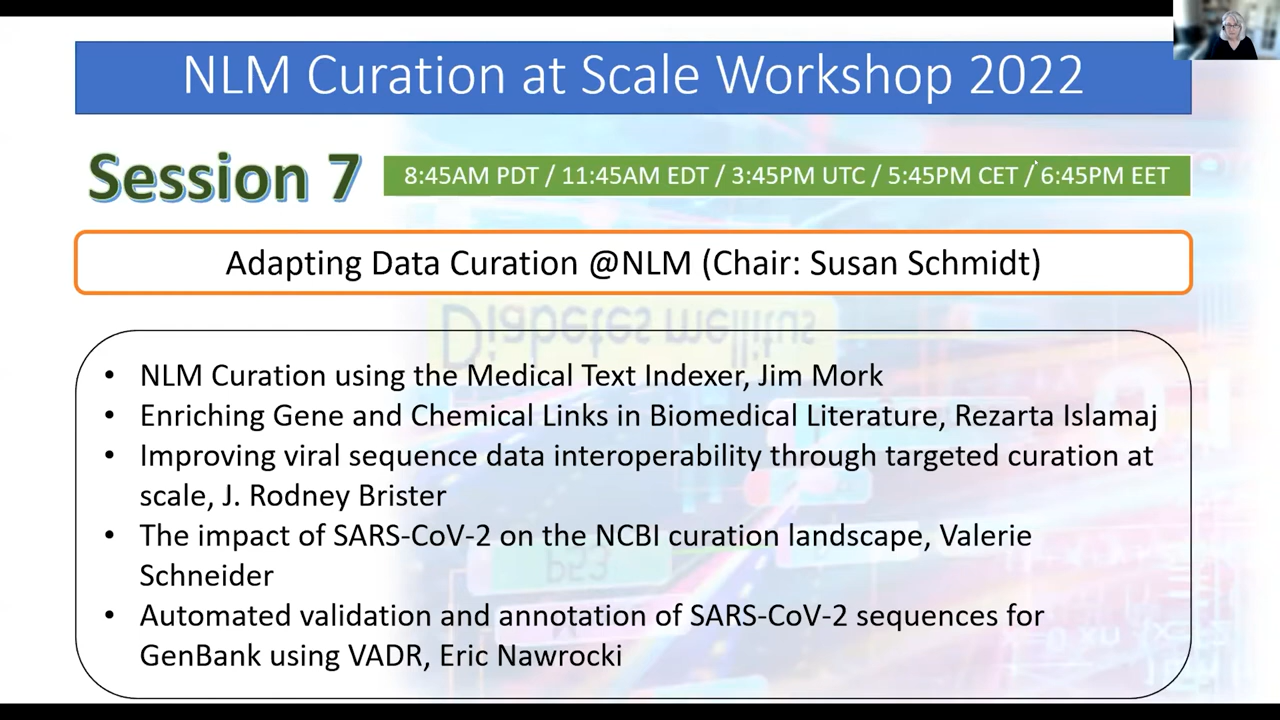 NLM Curation at Scale Workshop 2022
Session 7
8:45AM PDT / 11:45AM EDT / 3:45PM UTC / 5:45PM CET / 6:45PM EET
Adapting Data Curation @NLM (Chair: Susan Schmidt)
Diabetes mellitus
• NLM Curation using the Medical Text Indexer, Jim Mork
• Enriching Gene and Chemical Links in Biomedical Literature, Rezarta Islamaj
• Improving viral sequence data interoperability through targeted curation at
scale, J. Rodney Brister
• The impact of SARS-CoV-2 on the NCBI curation landscape, Valerie
Schneider
p53
• Automated validation and annotation of SARS-CoV-2 sequences for
GenBank using VADR, Eric Nawrocki